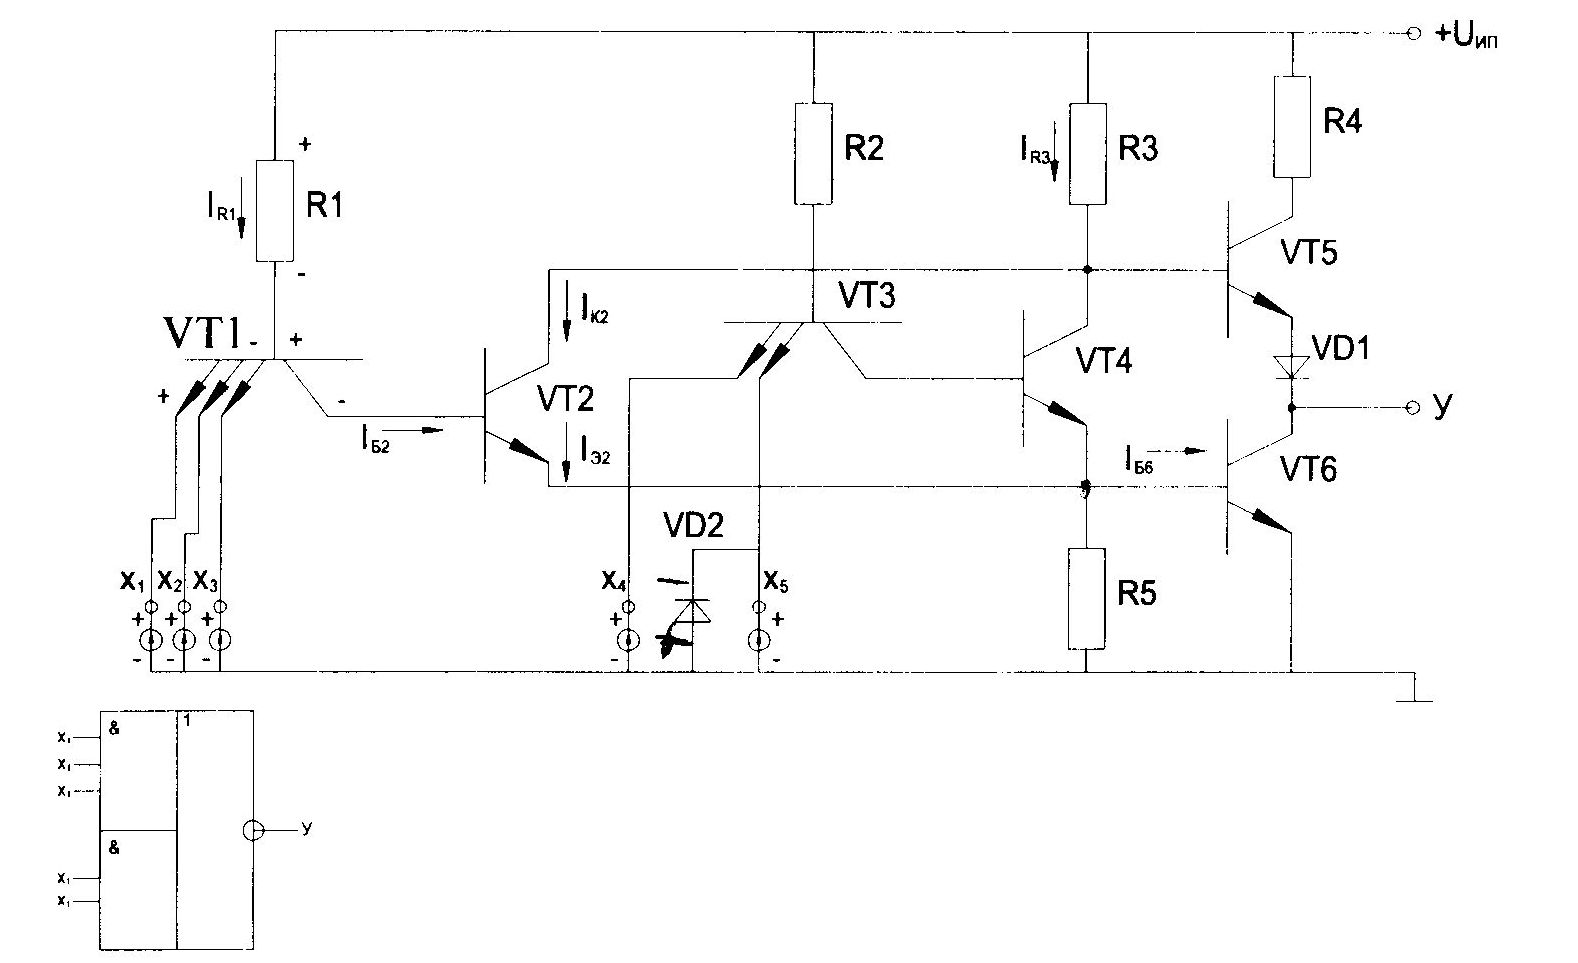 +Uип
R4
R2
IR3
R3
+
IR1
R1
-
VT5
VT3
Iк2
VT1
-
+
VD1
VT4
VT2
+
-
У
IБ2
Iэ2
IБ6
VT6
VD2
X1
X2
X3
X4
X5
R5
+
+
+
+
+
-
-
-
-
-
&
1
X1
X1
X1
У
&
X1
X1